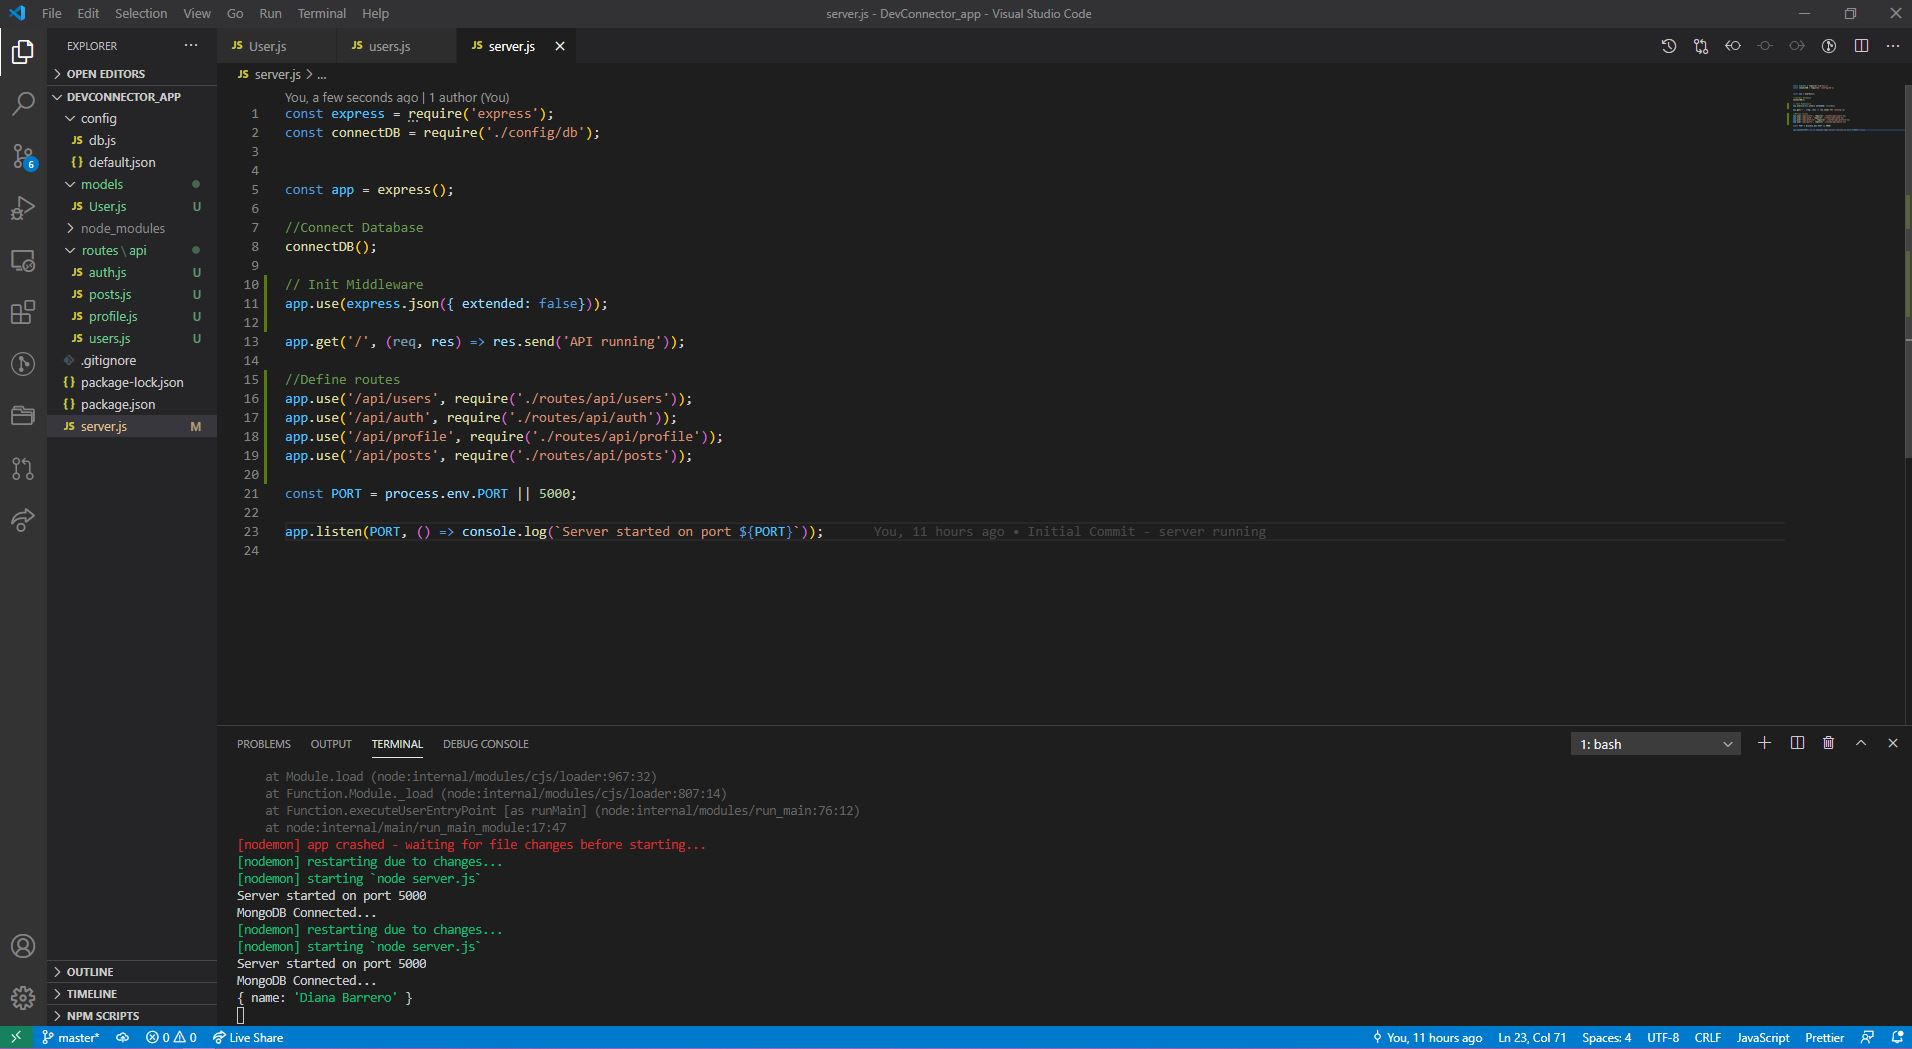 File Edit Selection View Go Run Terminal Help
server.js - DevConnector_app - Visual Studio Code
EXPLORER
OPEN EDITORS
DEVCONNECTOR_APP
config
JS db.js
{} default.json
models
JS User.js U
node_modules
routes \ api
JS auth.js U
JS posts.js U
JS profile.js U
JS users.js U
.gitignore
{} package-lock.json
{} package.json
JS server.js M
OUTLINE
TIMELINE
NPM SCRIPTS
6
JS User.js JS users.js JS server.js
JS server.js > ...
You, a few seconds ago | 1 author (You)
1 const express = require('express');
2 const connectDB = require('./config/db');
3
4
5 const app = express();
6
7 //Connect Database
8 connectDB();
9
10 // Init Middleware
11 app.use(express.json({ extended: false}));
12
13 app.get('/', (req, res) => res.send('API running'));
14
15 //Define routes
16 app.use('/api/users', require('./routes/api/users'));
17 app.use('/api/auth', require('./routes/api/auth'));
18 app.use('/api/profile', require('./routes/api/profile'));
19 app.use('/api/posts', require('./routes/api/posts'));
20
21 const PORT = process.env.PORT || 5000;
22
23 app.listen(PORT, () => console.log(`Server started on port ${PORT}`)); You, 11 hours ago • Initial Commit - server running
24
PROBLEMS OUTPUT TERMINAL DEBUG CONSOLE
1: bash
at Module.load (node:internal/modules/cjs/loader:967:32)
at Function.Module._load (node:internal/modules/cjs/loader:807:14)
at Function.executeUserEntryPoint [as runMain] (node:internal/modules/run_main:76:12)
at node:internal/main/run_main_module:17:47
[nodemon] app crashed - waiting for file changes before starting...
[nodemon] restarting due to changes...
[nodemon] starting `node server.js`
Server started on port 5000
MongoDB Connected...
[nodemon] restarting due to changes...
[nodemon] starting `node server.js`
Server started on port 5000
MongoDB Connected...
{ name: 'Diana Barrero' }
master* 0 0 Live Share
You, 11 hours ago Ln 23, Col 71 Spaces: 4 UTF-8 CRLF JavaScript Prettier